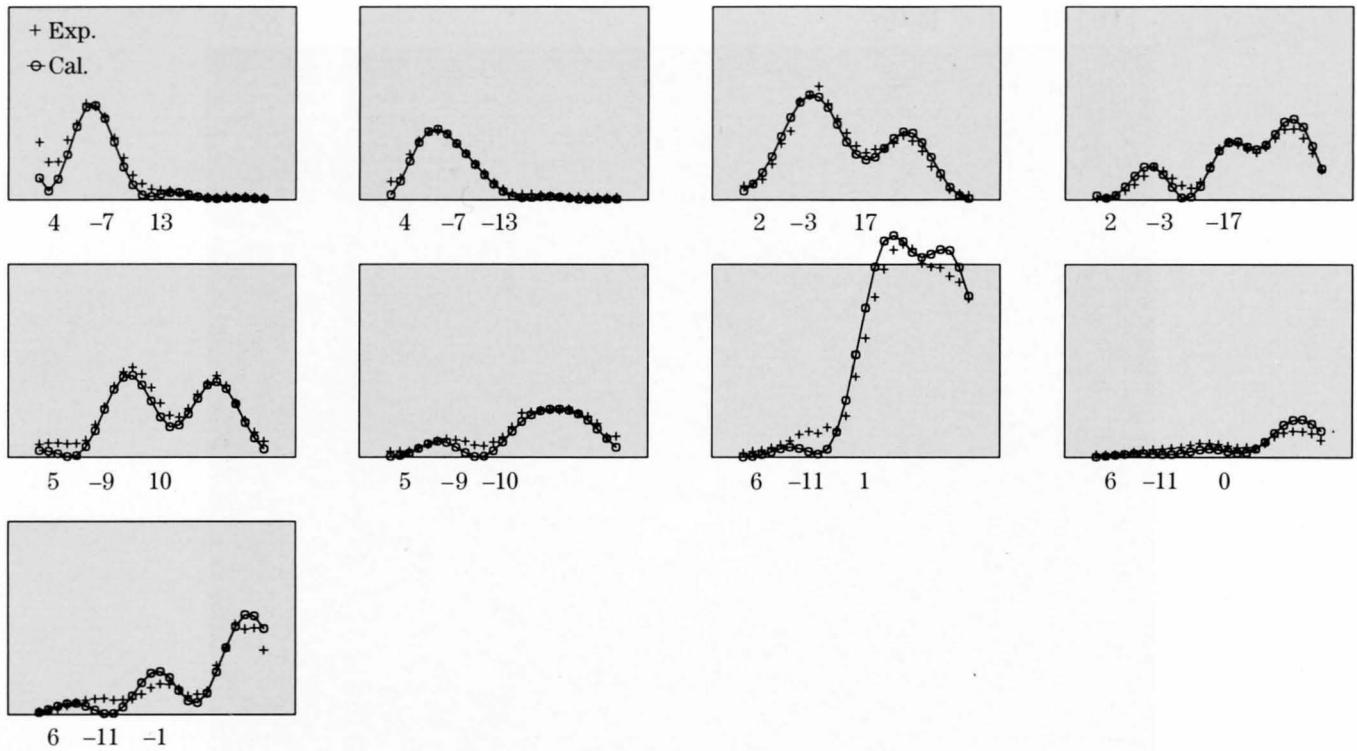 + Exp.
⊖ Cal.
4 –7 13
4 –7 –13
2 –3 17
2 –3 –17
5 –9 10
5 –9 –10
6 –11 1
6 –11 0
6 –11 –1